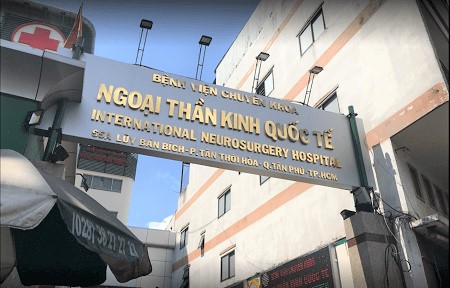 BỆNH VIỆN CHUYÊN KHOA
NGOẠI THẦN KINH QUỐC TẾ
INTERNATIONAL NEUROSURGERY HOSPITAL
65A LŨY BÁN BÍCH-P.TÂN THỚI HÒA-Q.TÂN PHÚ-TP.HCM